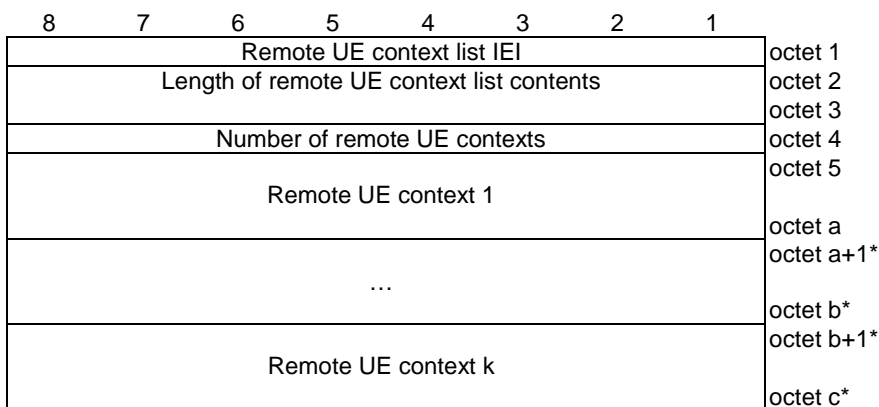 8 7 6 5 4 3 2 1
Remote UE context list IEI octet 1
Length of remote UE context list contents octet 2
octet 3
Number of remote UE contexts octet 4
octet 5
Remote UE context 1
octet a
octet a+1*
…
octet b*
octet b+1*
Remote UE context k
octet c*